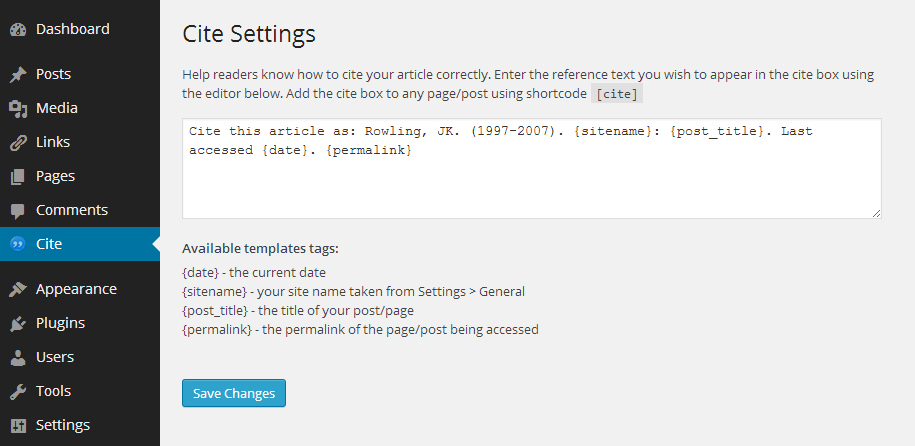 Dashboard
Posts
Media
Links
Pages
Comments
Cite
Appearance
Plugins
Users
Tools
Settings
Cite Settings
Help readers know how to cite your article correctly. Enter the reference text you wish to appear in the cite box using
the editor below. Add the cite box to any page/post using shortcode [cite]
Cite this article as: Rowling, JK. (1997-2007). {sitename}: {post_title}. Last
accessed {date}. {permalink}
Available templates tags:
{date} - the current date
{sitename} - your site name taken from Settings > General
{post_title} - the title of your post/page
{permalink} - the permalink of the page/post being accessed
Save Changes